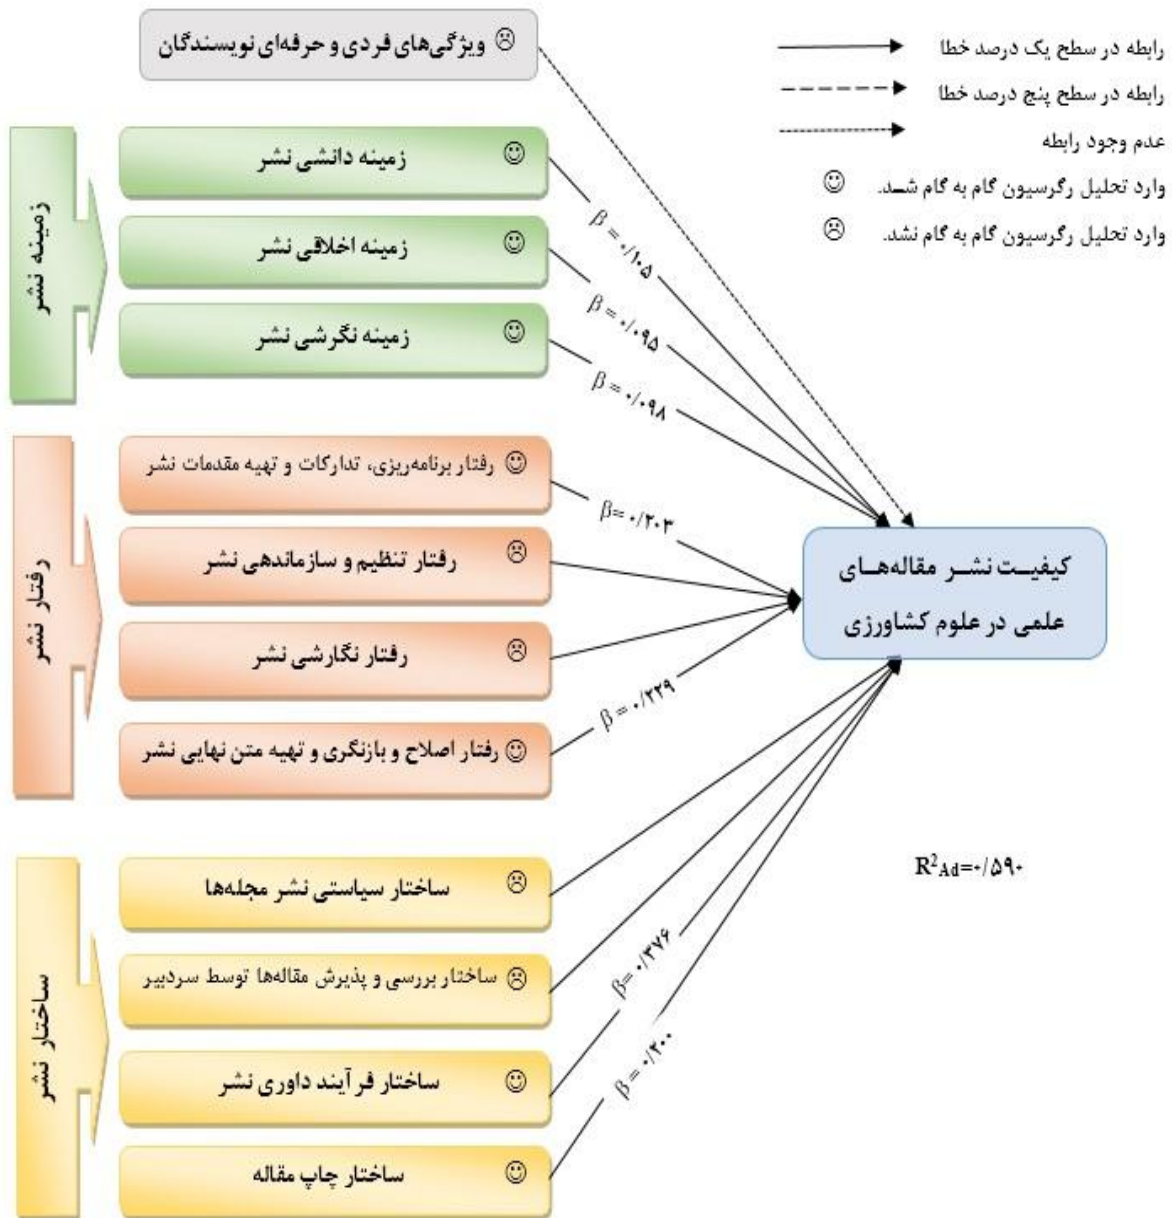 ویژگی‌های فردی و حرفه‌ای نویسندگان
رابطه در سطح یک درصد خطا
رابطه در سطح پنج درصد خطا
عدم وجود رابطه
وارد تحلیل رگرسیون گام به گام شــد.
وارد تحلیل رگرسیون گام به گام نشد.
زمینه نشر
زمینه دانشی نشر
زمینه اخلاقی نشر
زمینه نگرشی نشر
β = ۰/۱۰۵
β = ۰/۰۹۵
β = ۰/۰۹۸
رفتار نشر
رفتار برنامه‌ریزی، تدارکات و تهیه مقدمات نشر
رفتار تنظیم و سازماندهی نشر
رفتار نگارشی نشر
رفتار اصلاح و بازنگری و تهیه متن نهایی نشر
β= ۰/۲۰۳
β = ۰/۲۲۹
کیفیــت نشــر مقاله‌هــای
علمی در علوم کشاورزی
ساختار نشر
ساختار سیاستی نشر مجله‌ها
ساختار بررسی و پذیرش مقاله‌ها توسط سردبیر
ساختار فرآیند داوری نشر
ساختار چاپ مقاله
β= ۰/۳۷۶
β = ۰/۲۰۰
R²Ad=۰/۵۹۰